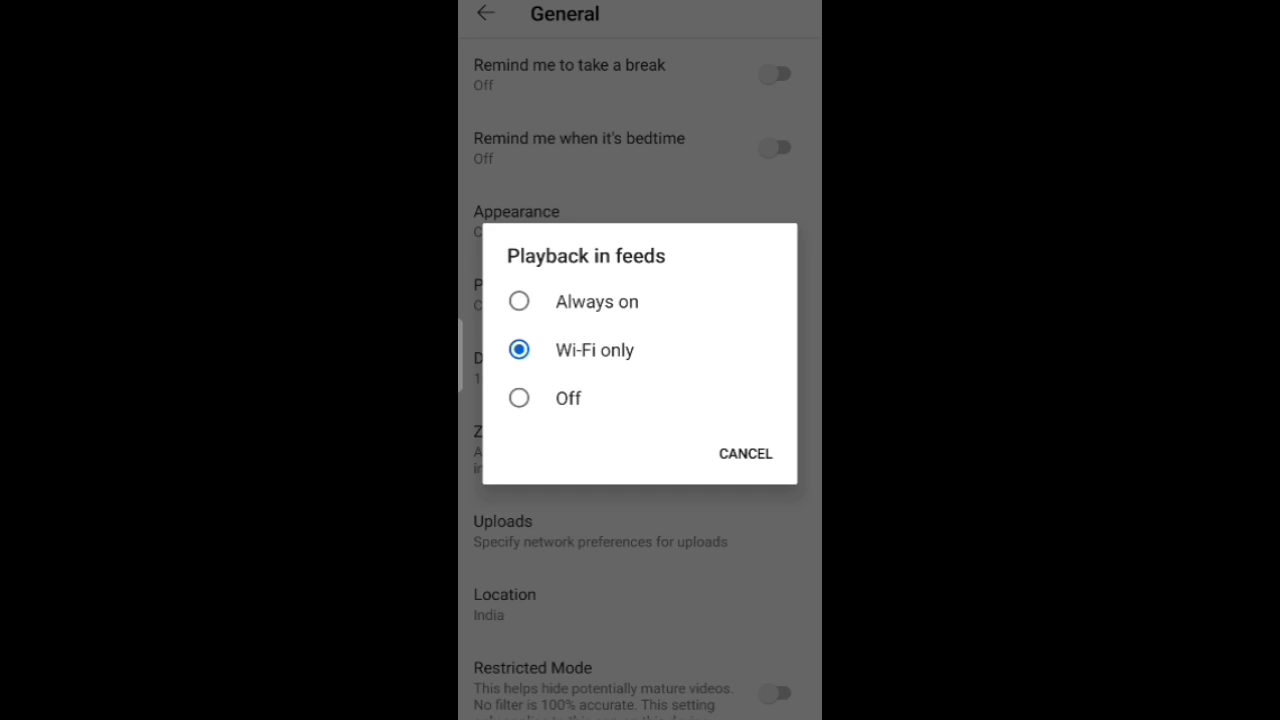 General
Remind me to take a break
Off
Remind me when it's bedtime
Off
Appearance
Playback in feeds
Always on
Wi-Fi only
Off
CANCEL
Uploads
Specify network preferences for uploads
Location
India
Restricted Mode
This helps hide potentially mature videos.
No filter is 100% accurate. This setting